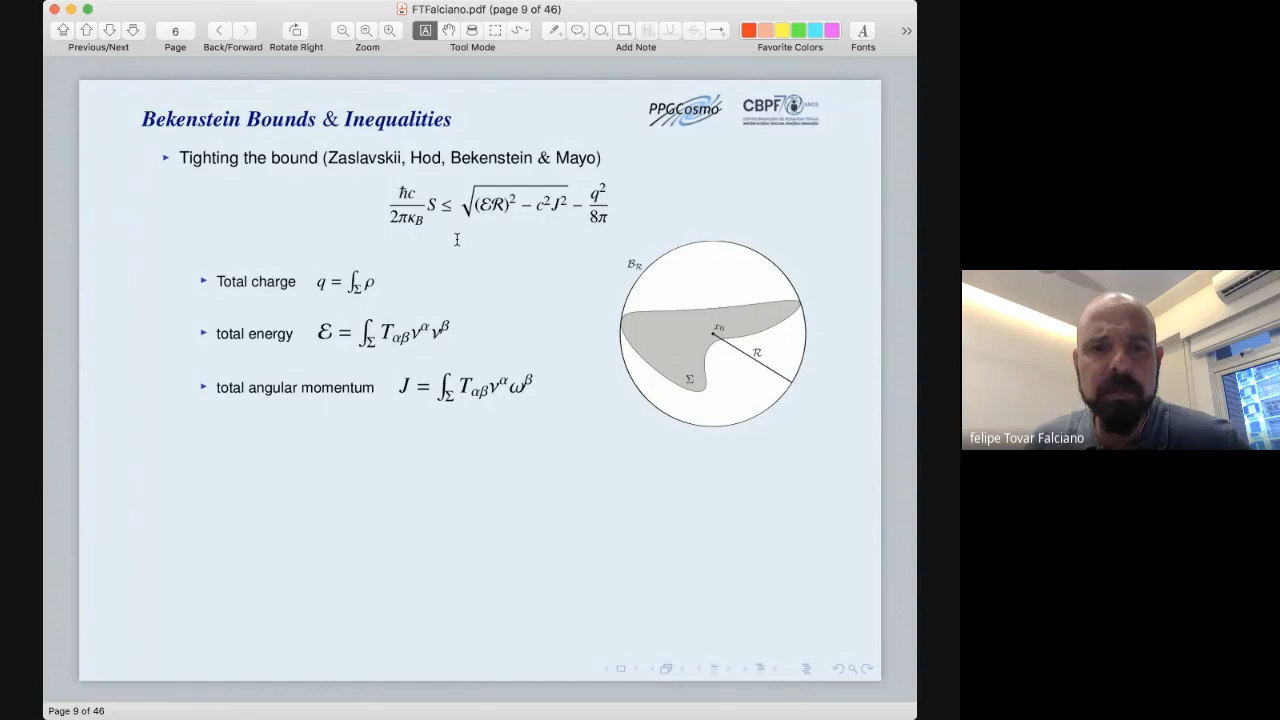 FTFalciano.pdf (page 9 of 46)
6
Previous/Next Page Back/Forward Rotate Right Zoom Tool Mode Add Note Favorite Colors Fonts
Bekenstein Bounds & Inequalities
PPGCosmo
CBPF 70 ANOS
Tighting the bound (Zaslavskii, Hod, Bekenstein & Mayo)
ħc/2πκ_B S ≤ √((ℰℛ)² − c²J²) − q²/8π
Total charge q = ∫_Σ ρ
total energy ℰ = ∫_Σ T_αβ ν^α ν^β
total angular momentum J = ∫_Σ T_αβ ν^α ω^β
ℬ_ℛ
x₀
ℛ
Σ
felipe Tovar Falciano
Page 9 of 46